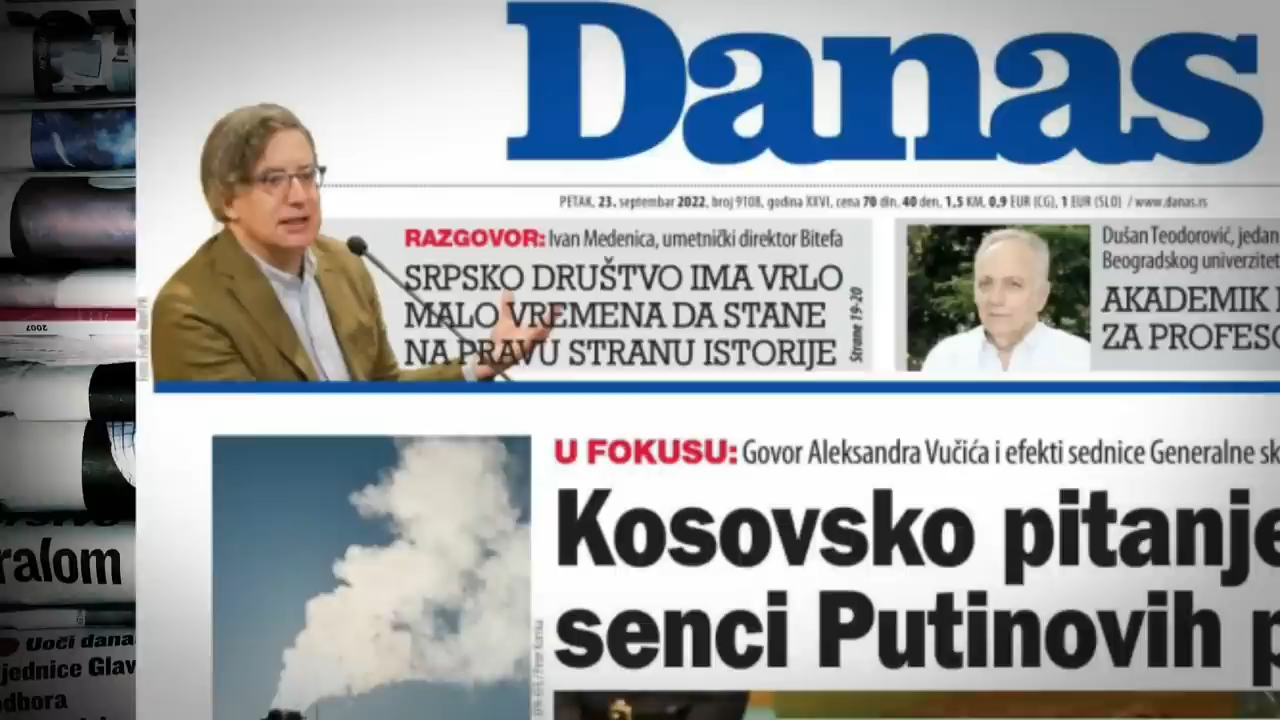 Danas
PETAK, 23. septembar 2022, broj 9108, godina XXVI, cena 70 din, 40 den, 1,5 KM, 0,9 EUR (CG), 1 EUR (SLO) / www.danas.rs
RAZGOVOR: Ivan Medenica, umetnički direktor Bitefa
SRPSKO DRUŠTVO IMA VRLO
MALO VREMENA DA STANE
NA PRAVU STRANU ISTORIJE
Strane 19-20
Dušan Teodorović, jedan
Beogradskog univerzitet
AKADEMIK
ZA PROFESO
U FOKUSU: Govor Aleksandra Vučića i efekti sednice Generalne sk
Kosovsko pitanje
senci Putinovih p
2007
ralom
Uoči dana
jednice Glav
dbora